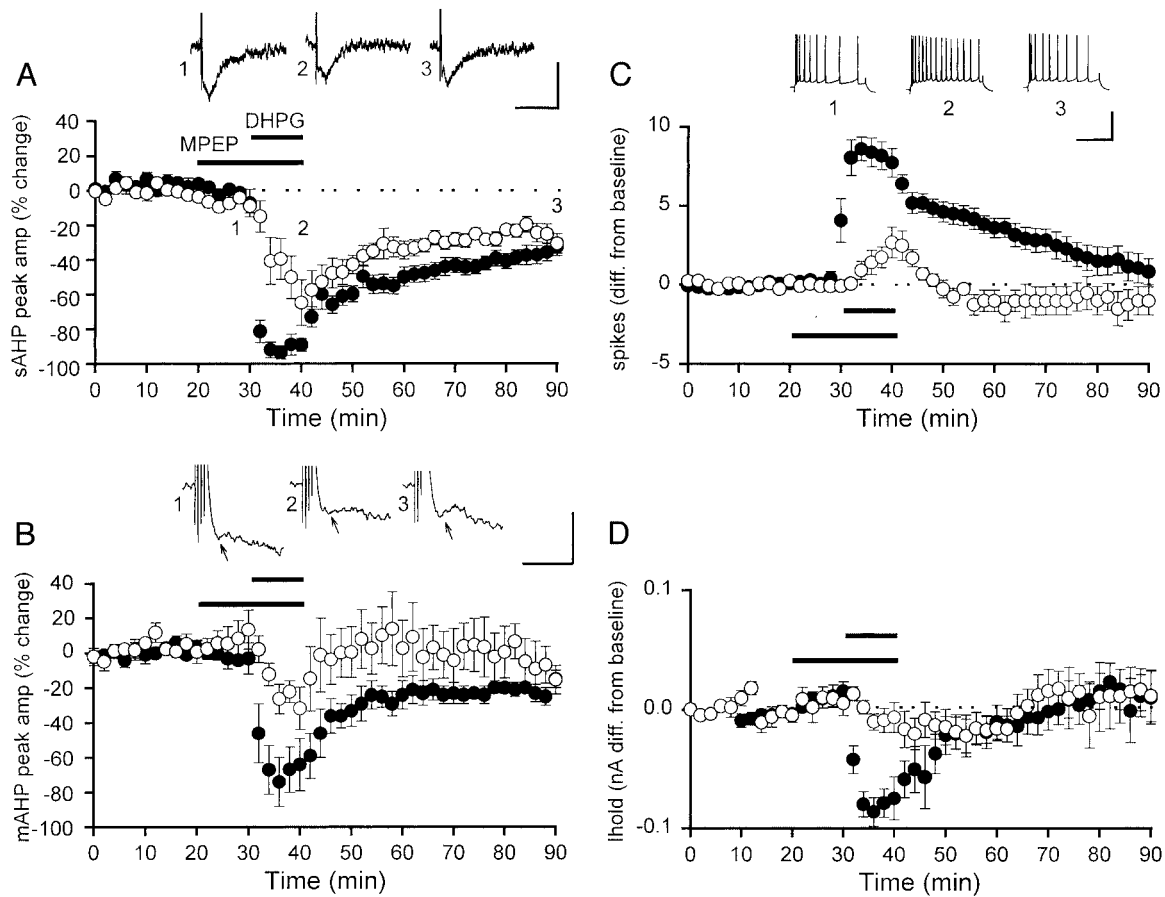 A
1
2
3
sAHP peak amp (% change)
40
20
0
-20
-40
-60
-80
-100
MPEP
DHPG
1
2
3
0 10 20 30 40 50 60 70 80 90
Time (min)
C
1
2
3
spikes (diff. from baseline)
10
5
0
-5
0 10 20 30 40 50 60 70 80 90
Time (min)
B
1
2
3
mAHP peak amp (% change)
40
20
0
-20
-40
-60
-80
-100
0 10 20 30 40 50 60 70 80 90
Time (min)
D
Ihold (nA diff. from baseline)
0.1
0.0
-0.1
0 10 20 30 40 50 60 70 80 90
Time (min)